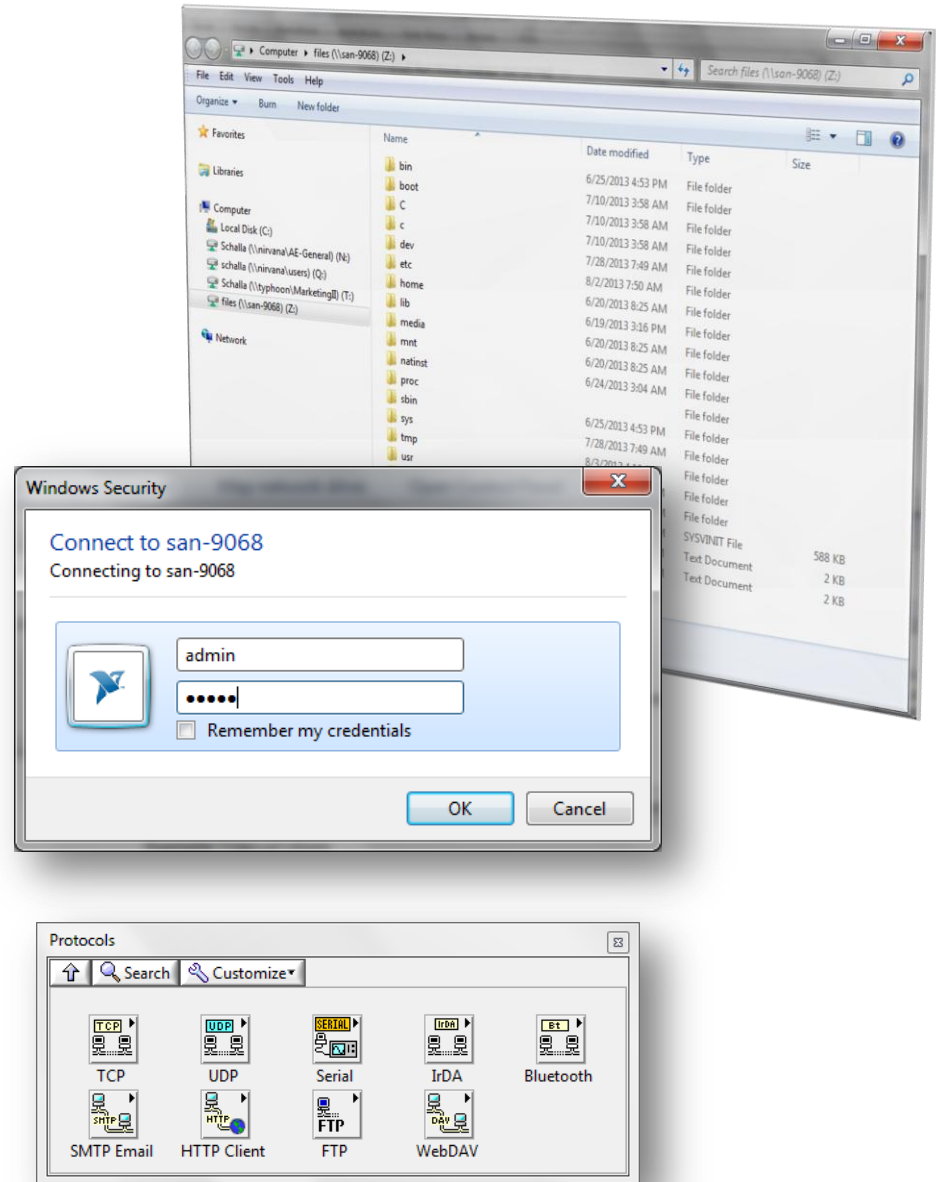 Computer ▸ files (\\san-9068) (Z:) ▸
Search files (\\san-9068) (Z:)
File Edit View Tools Help
Organize Burn New folder
Name Date modified Type Size
Favorites
Libraries
Computer
Local Disk (C:)
Schalla (\\nirvana\AE-General) (N:)
schalla (\\nirvana\users) (Q:)
Schalla (\\typhoon\MarketingII) (T:)
files (\\san-9068) (Z:)
Network
bin 6/25/2013 4:53 PM File folder
boot 7/10/2013 3:58 AM File folder
C 7/10/2013 3:58 AM File folder
c 7/10/2013 3:58 AM File folder
dev 7/28/2013 7:49 AM File folder
etc 8/2/2013 7:50 AM File folder
home 6/20/2013 8:25 AM File folder
lib 6/19/2013 3:16 PM File folder
media 6/20/2013 8:25 AM File folder
mnt 6/20/2013 8:25 AM File folder
natinst 6/24/2013 3:04 AM File folder
proc File folder
sbin 6/25/2013 4:53 PM File folder
sys 7/28/2013 7:49 AM File folder
tmp File folder
usr File folder
File folder
SYSVINIT File 588 KB
Text Document 2 KB
Text Document 2 KB
Windows Security
Connect to san-9068
Connecting to san-9068
admin
Remember my credentials
OK Cancel
Protocols
Search Customize
TCP UDP SERIAL IrDA Bt
TCP UDP Serial IrDA Bluetooth
SMTP HTTP FTP DAV
SMTP Email HTTP Client FTP WebDAV